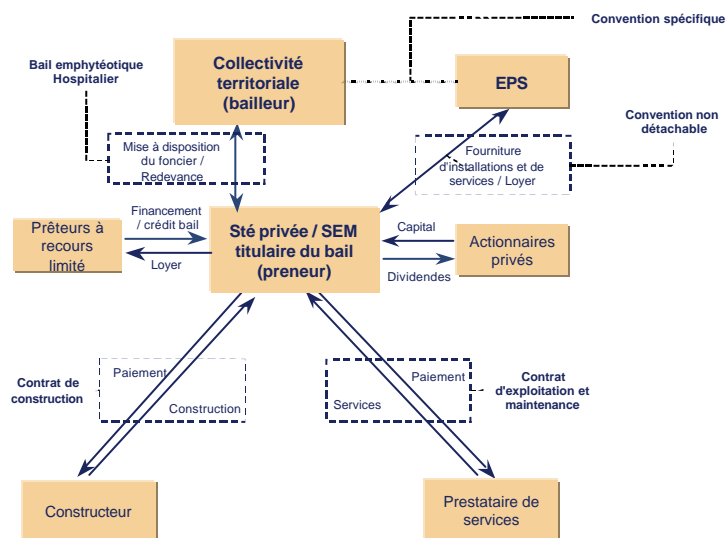 Convention spécifique
Bail emphytéotique
Hospitalier
Collectivité
territoriale
(bailleur)
EPS
Convention non
détachable
Mise à disposition
du foncier /
Redevance
Fourniture
d'installations et de
services / Loyer
Prêteurs à
recours
limité
Financement
/ crédit bail
Loyer
Sté privée / SEM
titulaire du bail
(preneur)
Capital
Dividendes
Actionnaires
privés
Contrat de
construction
Paiement
Construction
Paiement
Services
Contrat
d'exploitation et
maintenance
Constructeur
Prestataire de
services